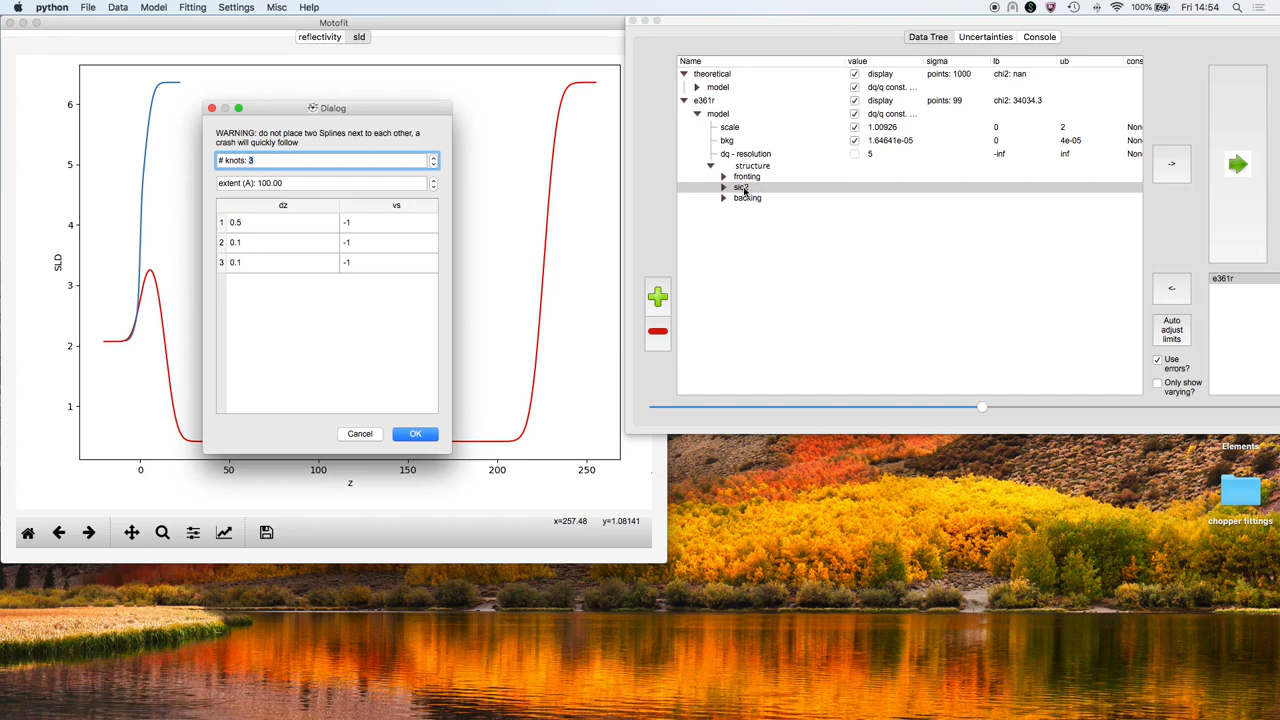 python File Data Model Fitting Settings Misc Help
100% Fri 14:54
Motofit
reflectivity sld
SLD
6
5
4
3
2
1
0 50 100 150 200 250
z
x=257.48 y=1.08141
Dialog
WARNING: do not place two Splines next to each other, a
crash will quickly follow
# knots: 3
extent (A): 100.00
dz vs
1 0.5 -1
2 0.1 -1
3 0.1 -1
Cancel OK
Data Tree Uncertainties Console
Name value sigma lb ub cons
theoretical display points: 1000 chi2: nan
model dq/q const. ...
e361r display points: 99 chi2: 34034.3
model dq/q const. ...
scale 1.00926 0 2 Non
bkg 1.64641e-05 0 4e-05 Non
dq - resolution 5 -inf inf Non
structure
fronting
sic2
backing
->
<-
Auto
adjust
limits
Use
errors?
Only show
varying?
e361r
Elements
chopper fittings